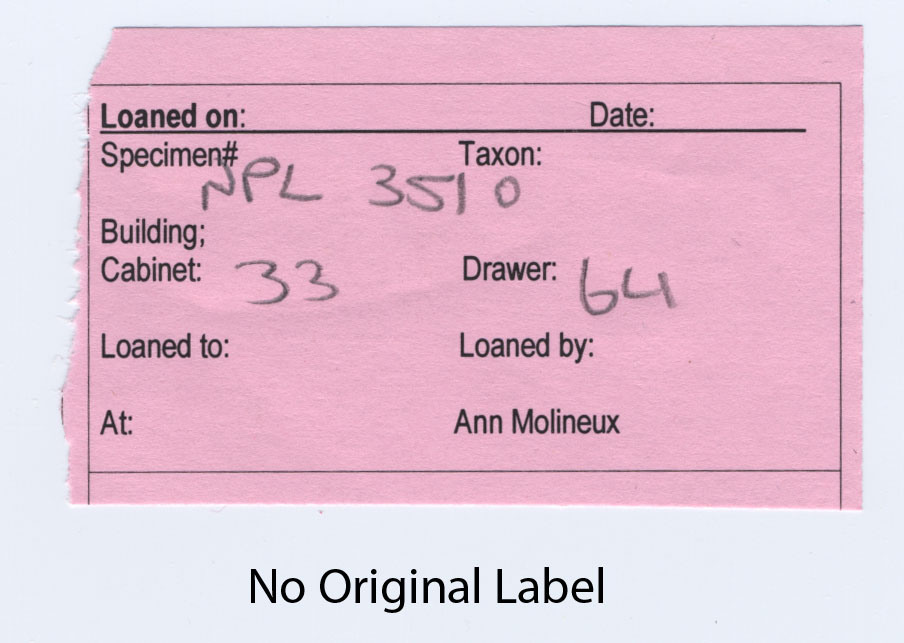 Loaned on: Date:
Specimen# Taxon:
NPL 3510
Building;
Cabinet: 33 Drawer: 64
Loaned to: Loaned by:
At: Ann Molineux
No Original Label